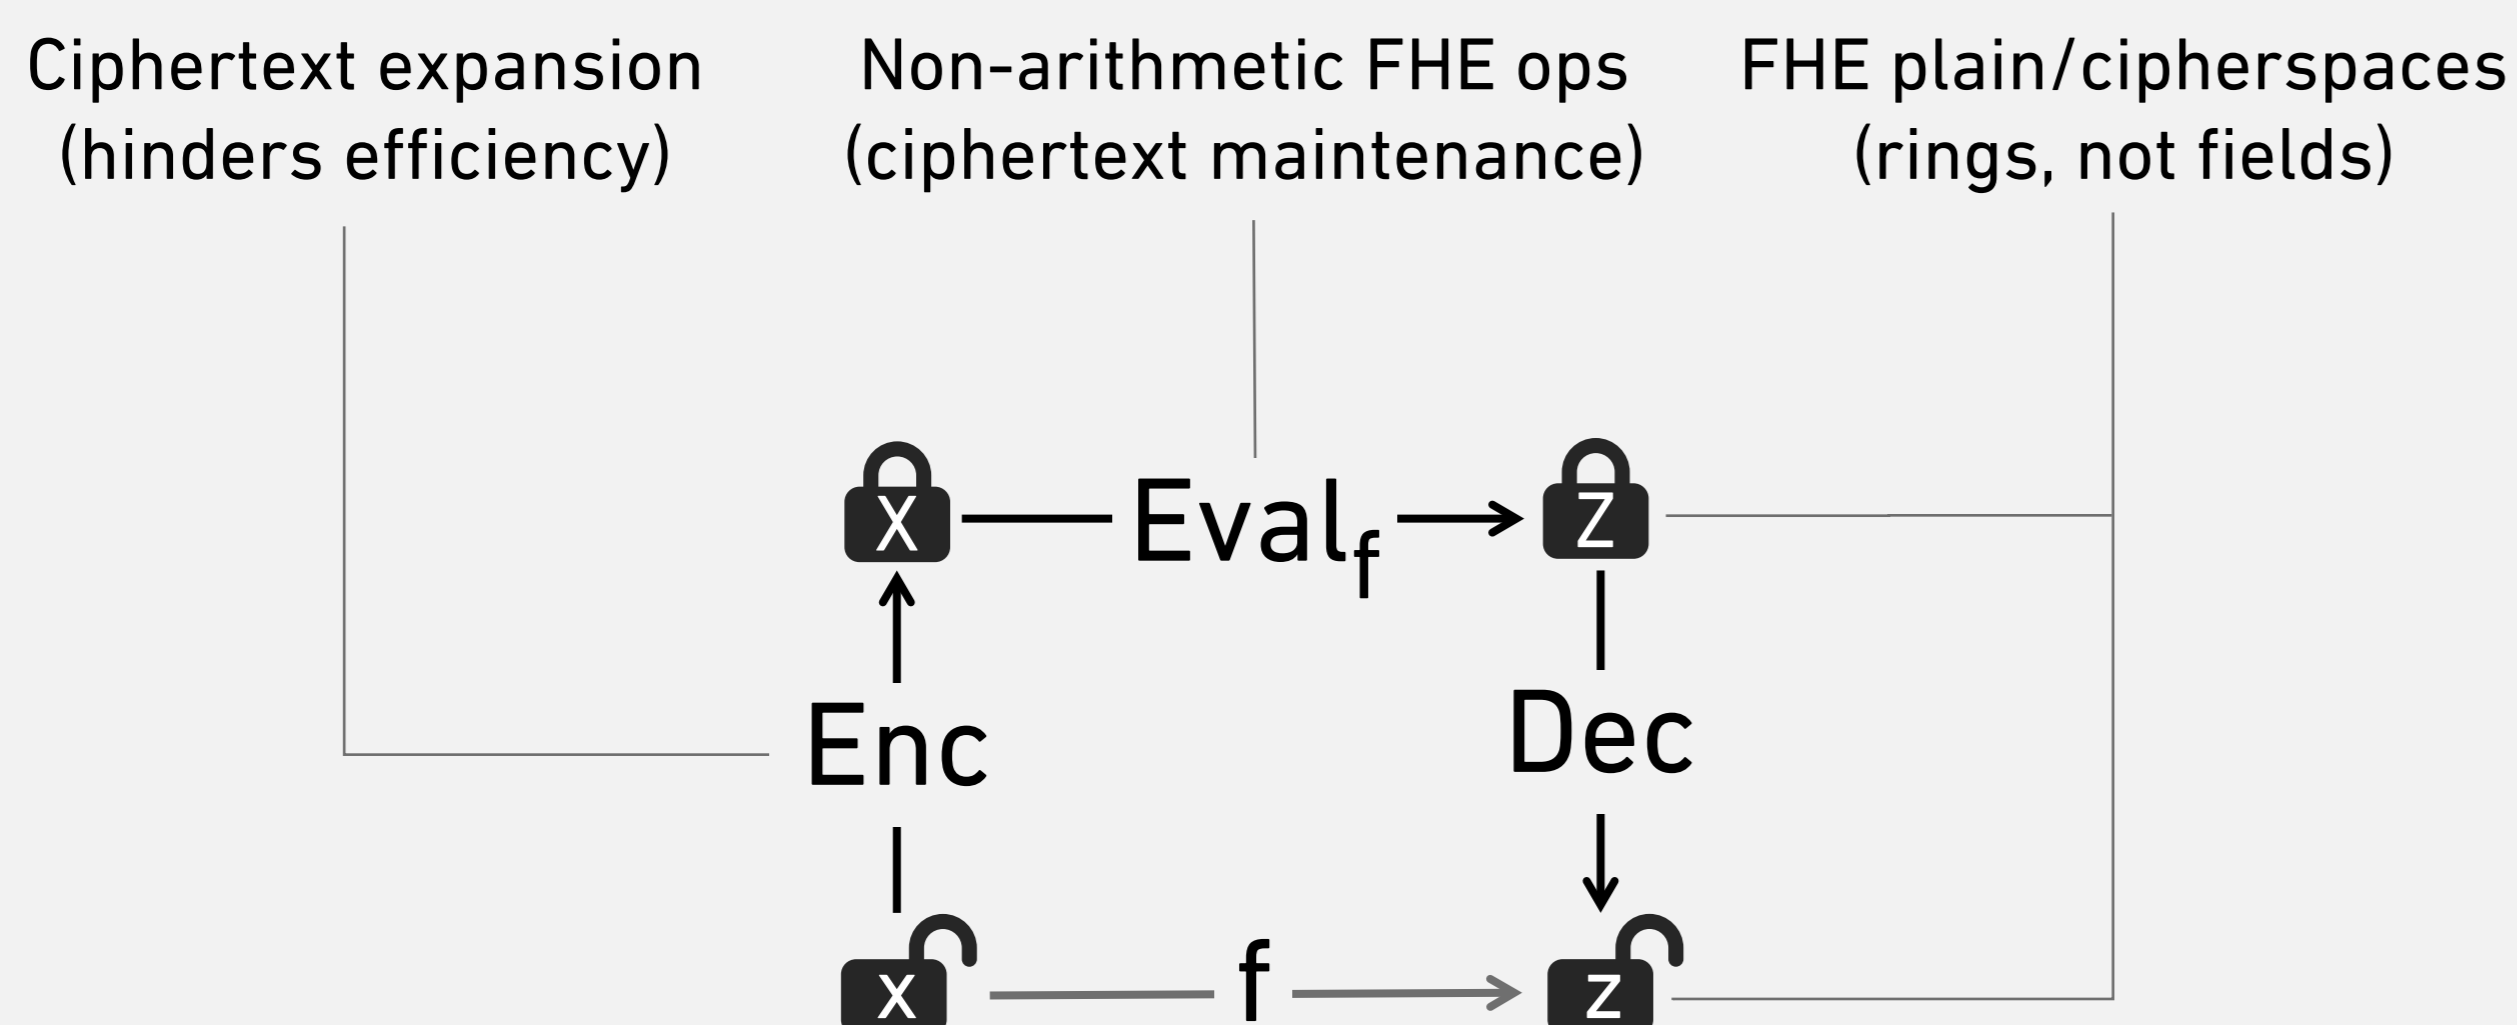 Ciphertext expansion
(hinders efficiency)
Non-arithmetic FHE ops
(ciphertext maintenance)
FHE plain/cipherspaces
(rings, not fields)
X
Evalf
Z
Enc
Dec
x
f
z